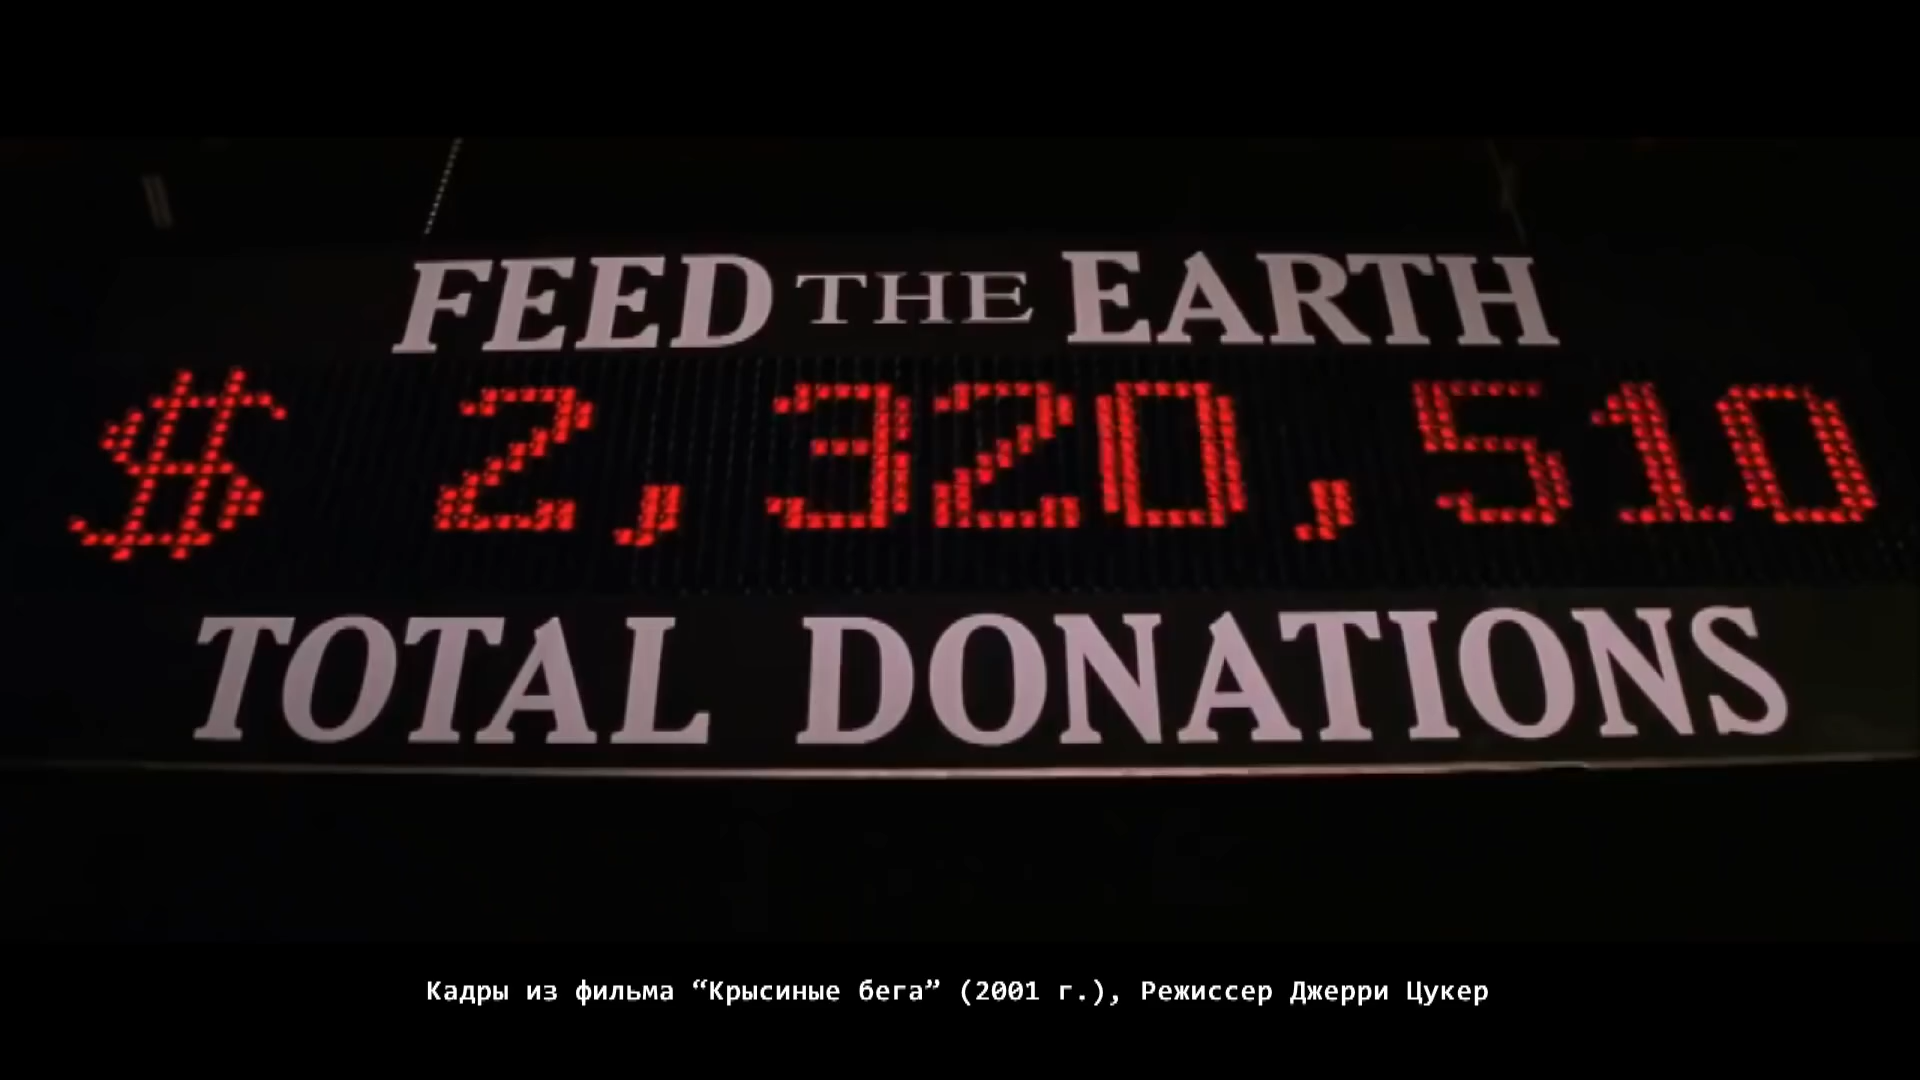 FEED THE EARTH
$ 2,320,510
TOTAL DONATIONS
Кадры из фильма “Крысиные бега” (2001 г.), Режиссер Джерри Цукер